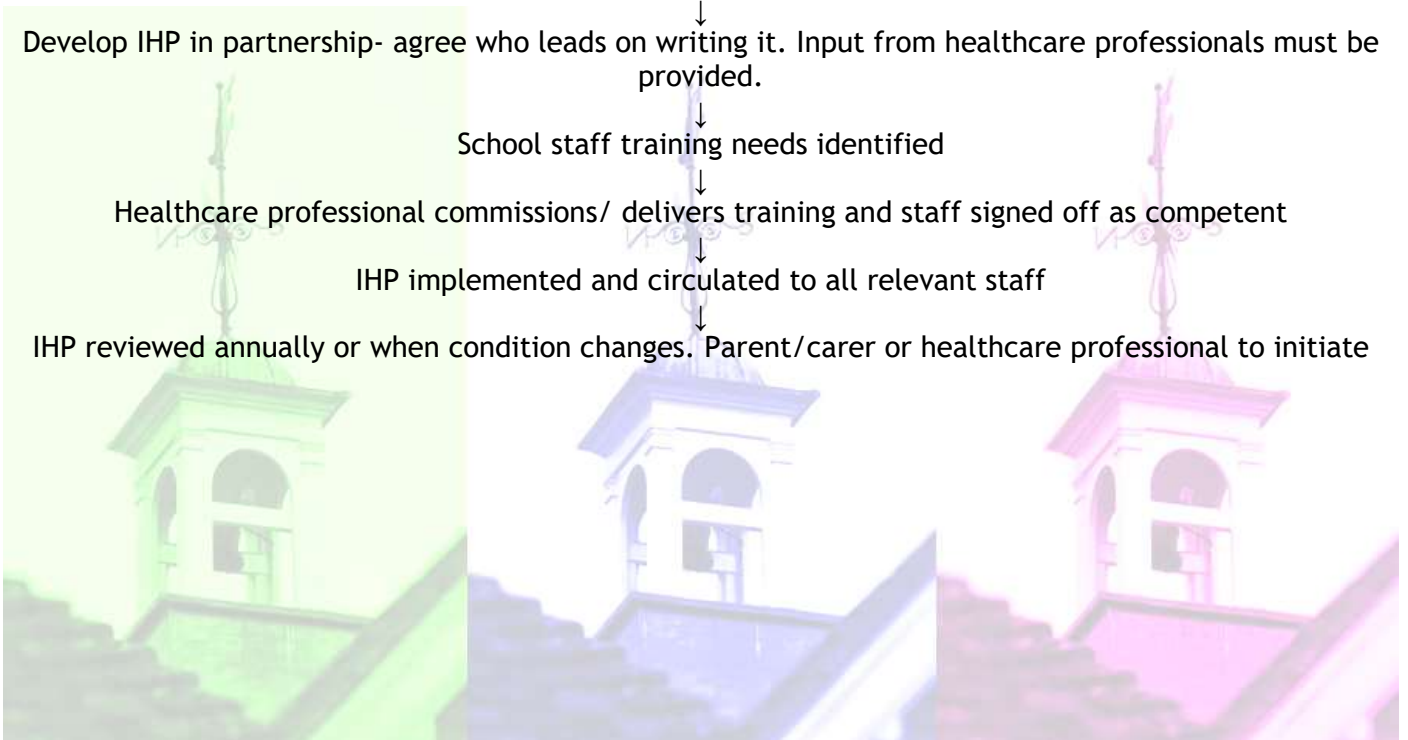 ↓
Develop IHP in partnership- agree who leads on writing it. Input from healthcare professionals must be
provided.
↓
School staff training needs identified
↓
Healthcare professional commissions/ delivers training and staff signed off as competent
↓
IHP implemented and circulated to all relevant staff
↓
IHP reviewed annually or when condition changes. Parent/carer or healthcare professional to initiate